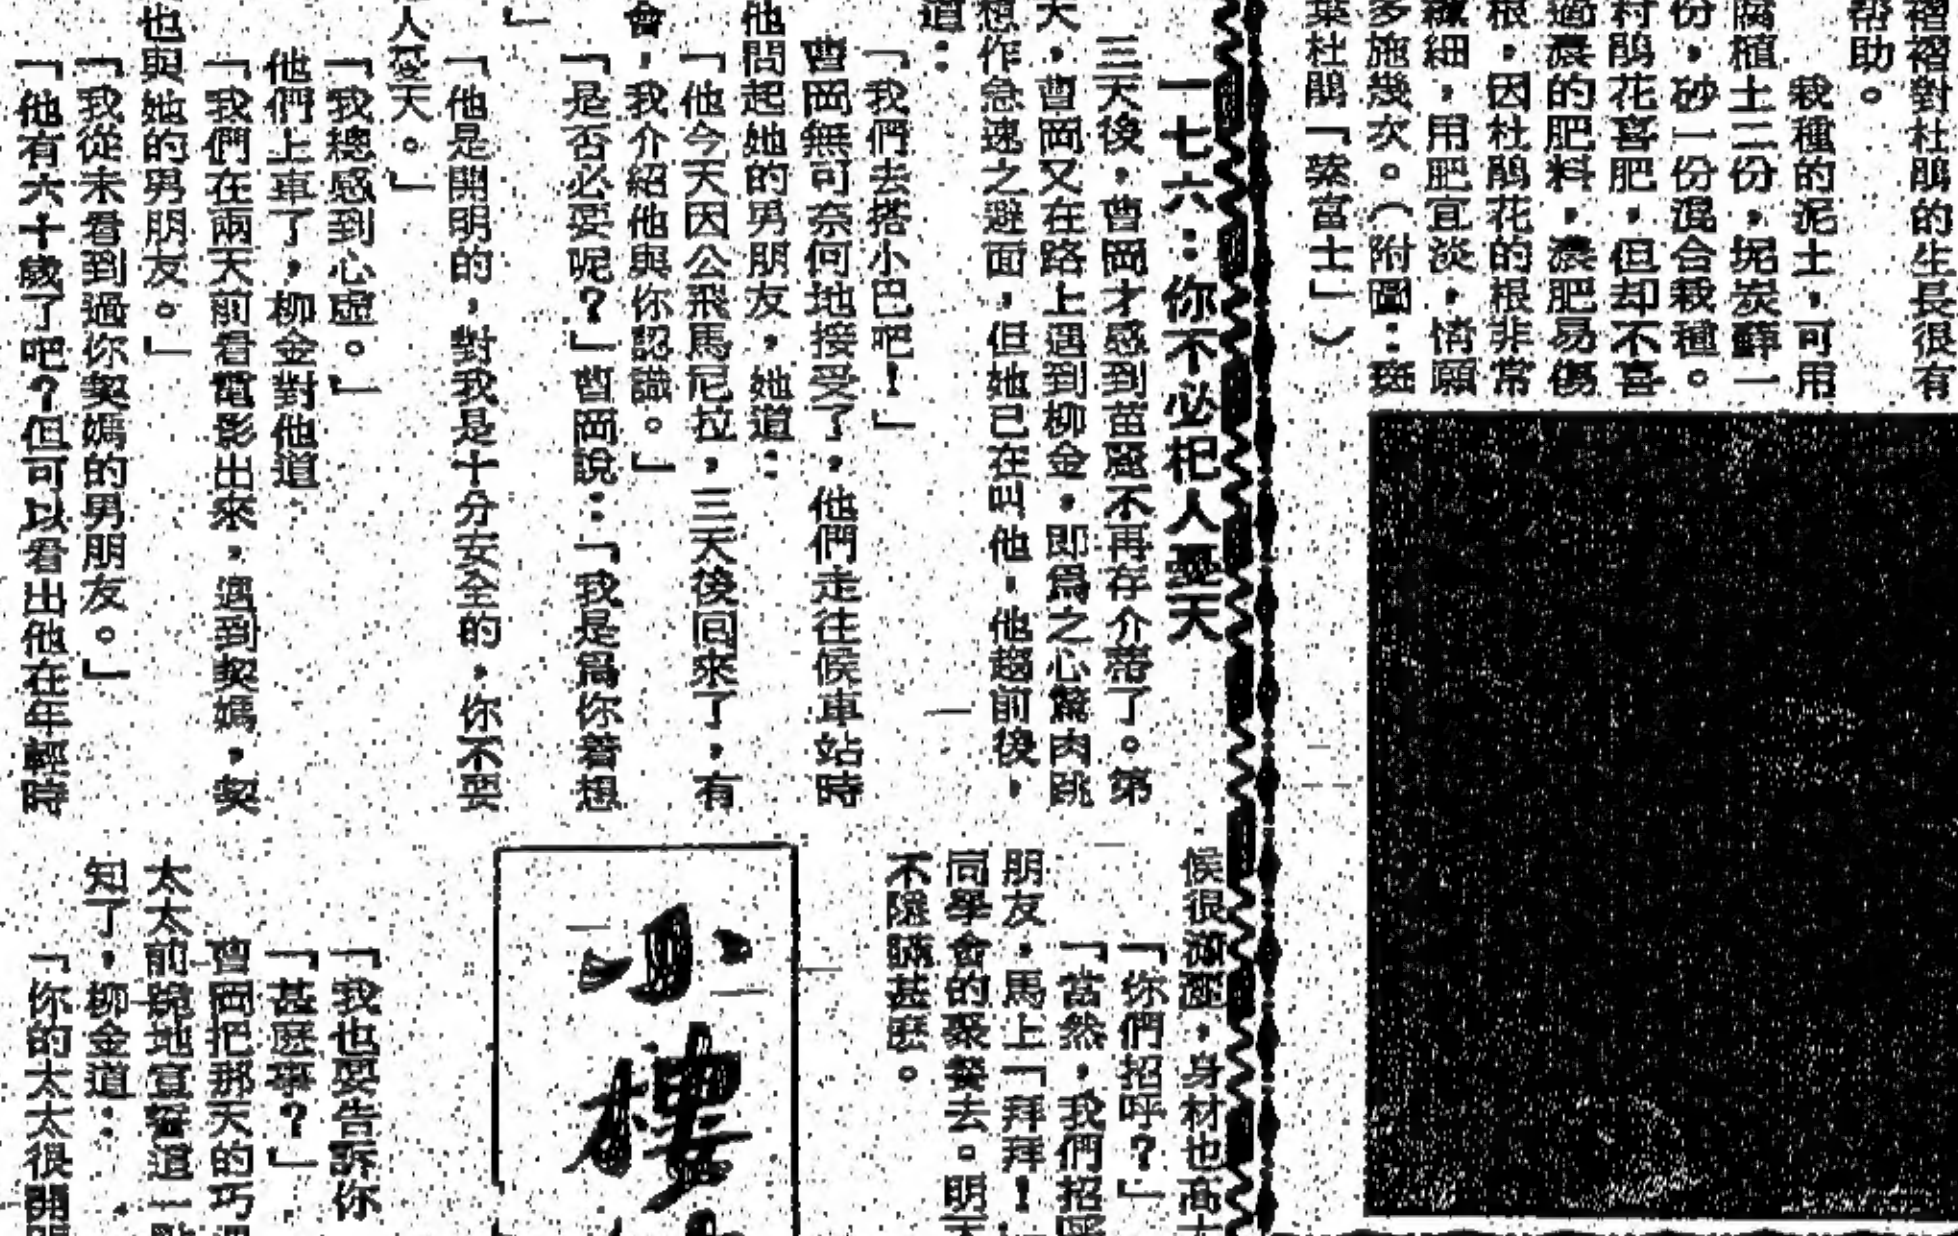 褶褶對杜鵑的生長很有
帮助。
栽種的泥土，可用
腐植土二份，坭炭蘚一
份，砂一份混合栽種。
杜鵑花喜肥，但却不喜
過濃的肥料，濃肥易傷
根，因杜鵑花的根非常
纖細，用肥宜淡，情願
多施幾次。（附圖：斑
葉杜鵑「 富士」）
一七六：你不必杞人憂天
三天後，曹岡才感到苗 不再存介蒂了。第
天，曹岡又在路上遇到柳金，即爲之心驚肉跳
想作急速之避面，但她已在叫他，他趨前後，
道：
「我們去搭小巴吧！」
曹岡無可奈何地接受了，他們走往候車站時
他問起她的男朋友，她道：
「他今天因公飛馬尼拉，三天後回來了，有
會，我介紹他與你認識。」
「是否必要呢？」曹岡說：「我是爲你着想
」
「他是開明的，對我是十分安全的，你不要
人憂天。」
「我總感到心虛。」
他們上車了，柳金對他道
「我們在兩天前看電影出來，遇到契媽，契
也與她的男朋友。」
「我從未看到過你契媽的男朋友。」
「他有六十歲了吧？但可以看出他在年輕時
候很瀟洒，身材也高大
「你們招呼？」
「當然，我們招呼
朋友，馬上「拜拜！
同學會的聚餐去。明天
不隱瞞甚麽。
小樓
「我也要告訴你
「甚麽事？」
曹岡把那天的巧
太太前跪地宣誓這一
知了，柳金道：
「你的太太很開